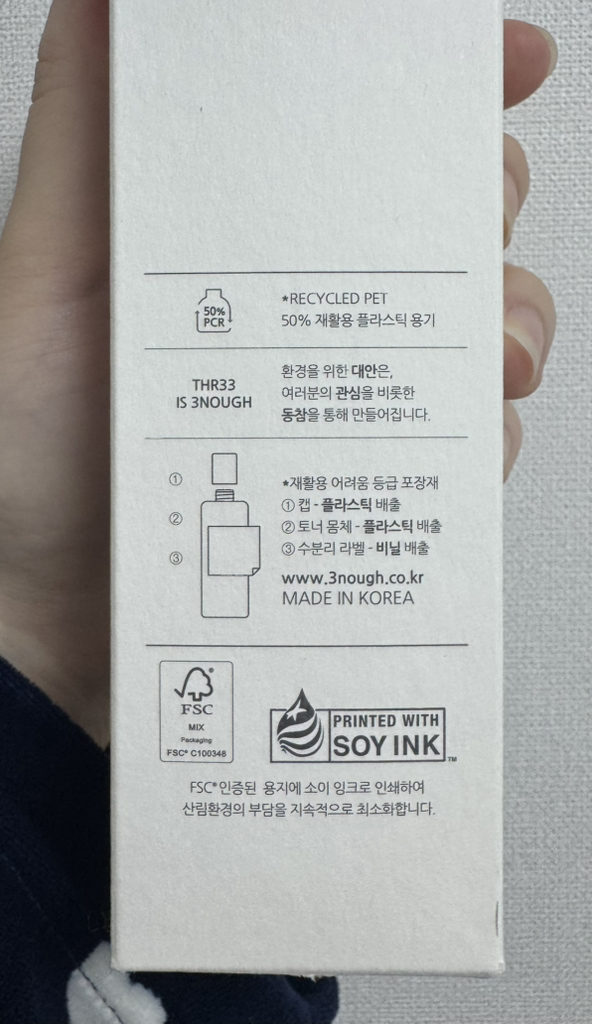 50%
PCR
*RECYCLED PET
50% 재활용 플라스틱 용기
THR33
IS 3NOUGH
환경을 위한 대안은,
여러분의 관심을 비롯한
동참을 통해 만들어집니다.
①
②
③
*재활용 어려움 등급 포장재
① 캡 - 플라스틱 배출
② 토너 몸체 - 플라스틱 배출
③ 수분리 라벨 - 비닐 배출
www.3nough.co.kr
MADE IN KOREA
FSC
MIX
Packaging
FSC® C100346
PRINTED WITH
SOY INK™
FSC®인증된 용지에 소이 잉크로 인쇄하여
산림환경의 부담을 지속적으로 최소화합니다.